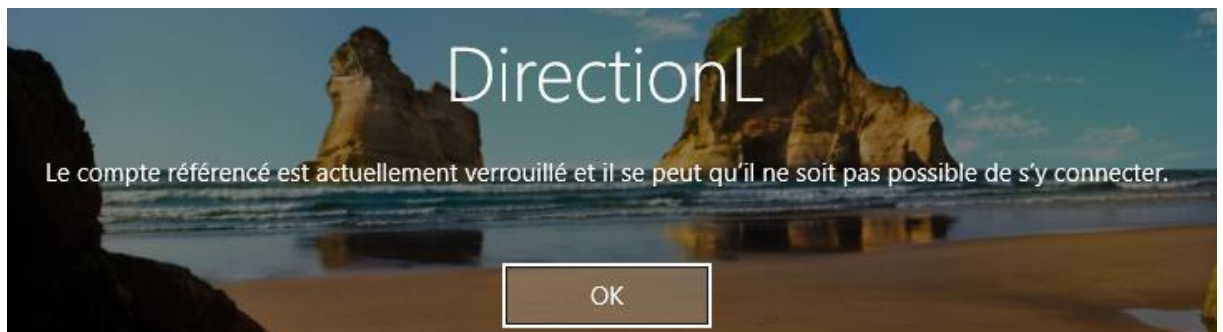 DirectionL
Le compte référencé est actuellement verrouillé et il se peut qu'il ne soit pas possible de s'y connecter.
OK